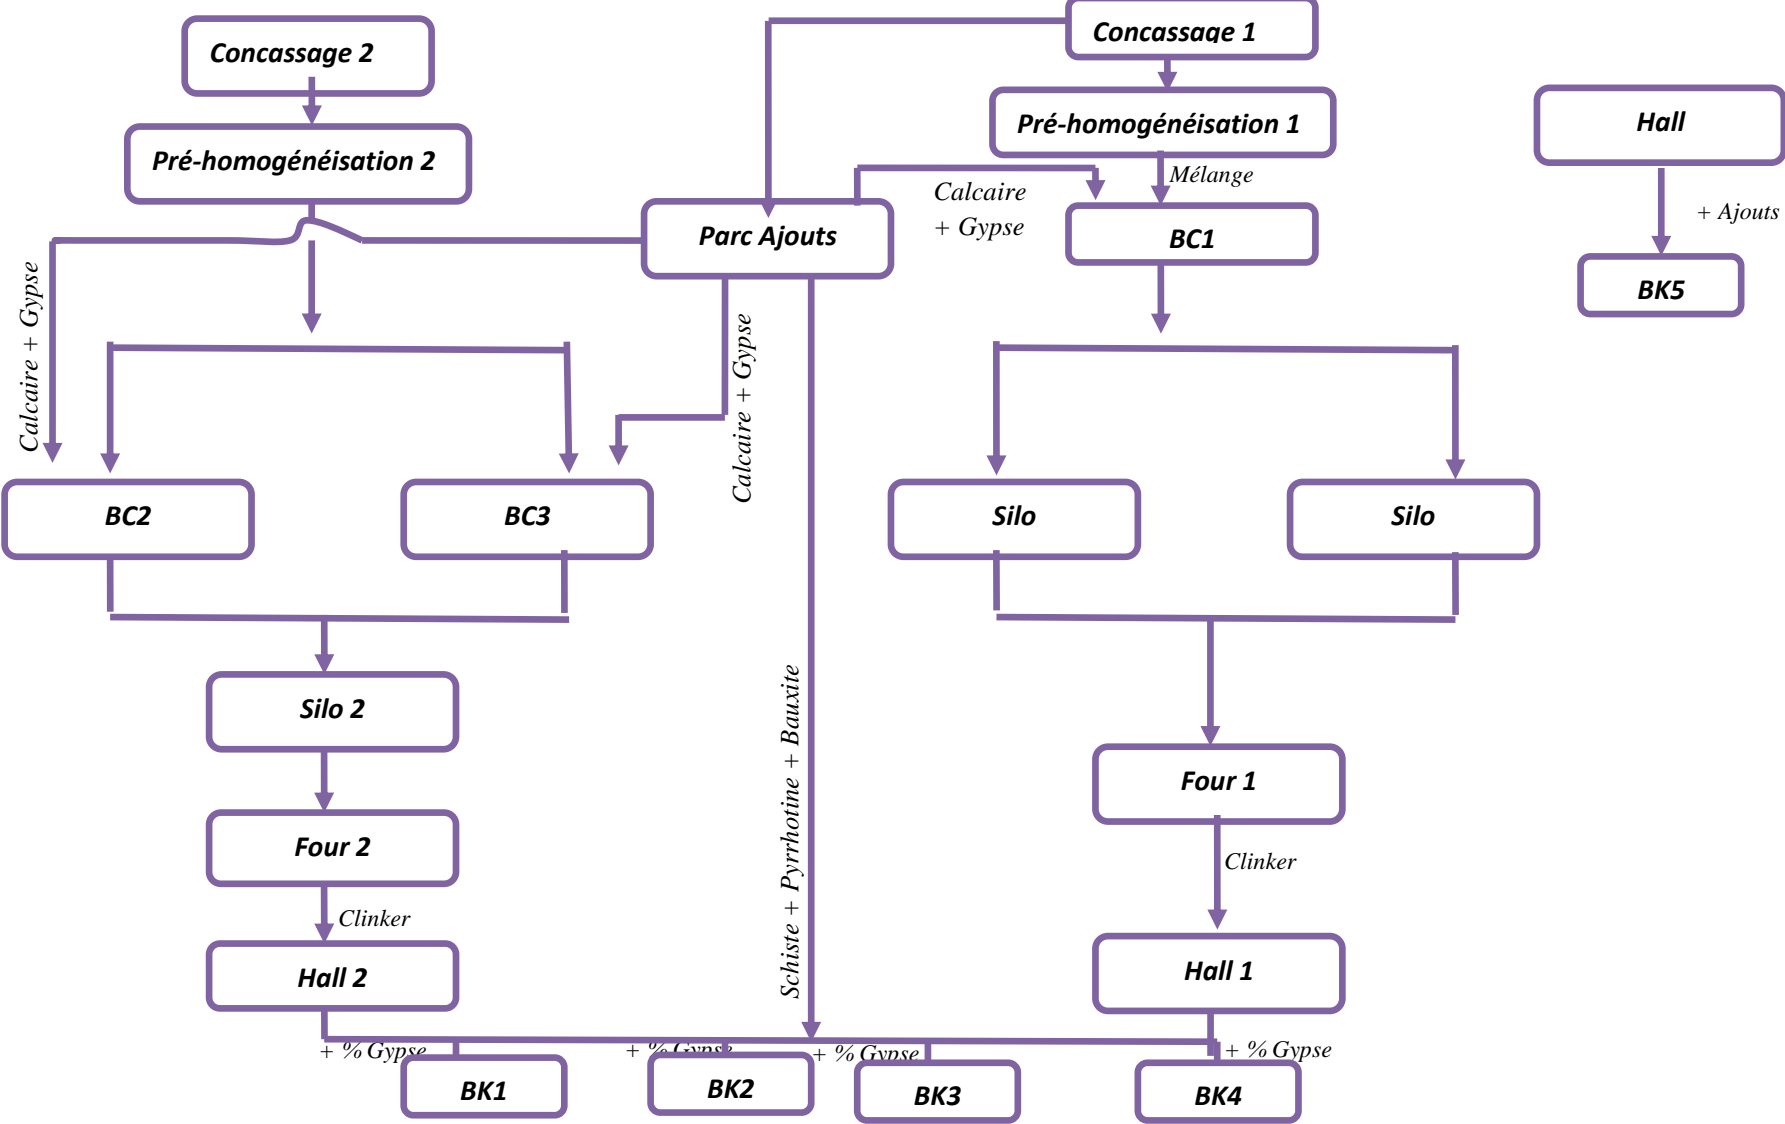 Concassage 1
Concassage 2
Pré-homogénéisation 1
Hall
Pré-homogénéisation 2
Mélange
Calcaire
+ Gypse
+ Ajouts
Parc Ajouts
BC1
BK5
Calcaire + Gypse
Calcaire + Gypse
BC2
BC3
Silo
Silo
Silo 2
Schiste + Pyrrhotine + Bauxite
Four 1
Four 2
Clinker
Clinker
Hall 2
Hall 1
+ % Gypse
+ % Gypse
+ % Gypse
+ % Gypse
BK1
BK2
BK3
BK4